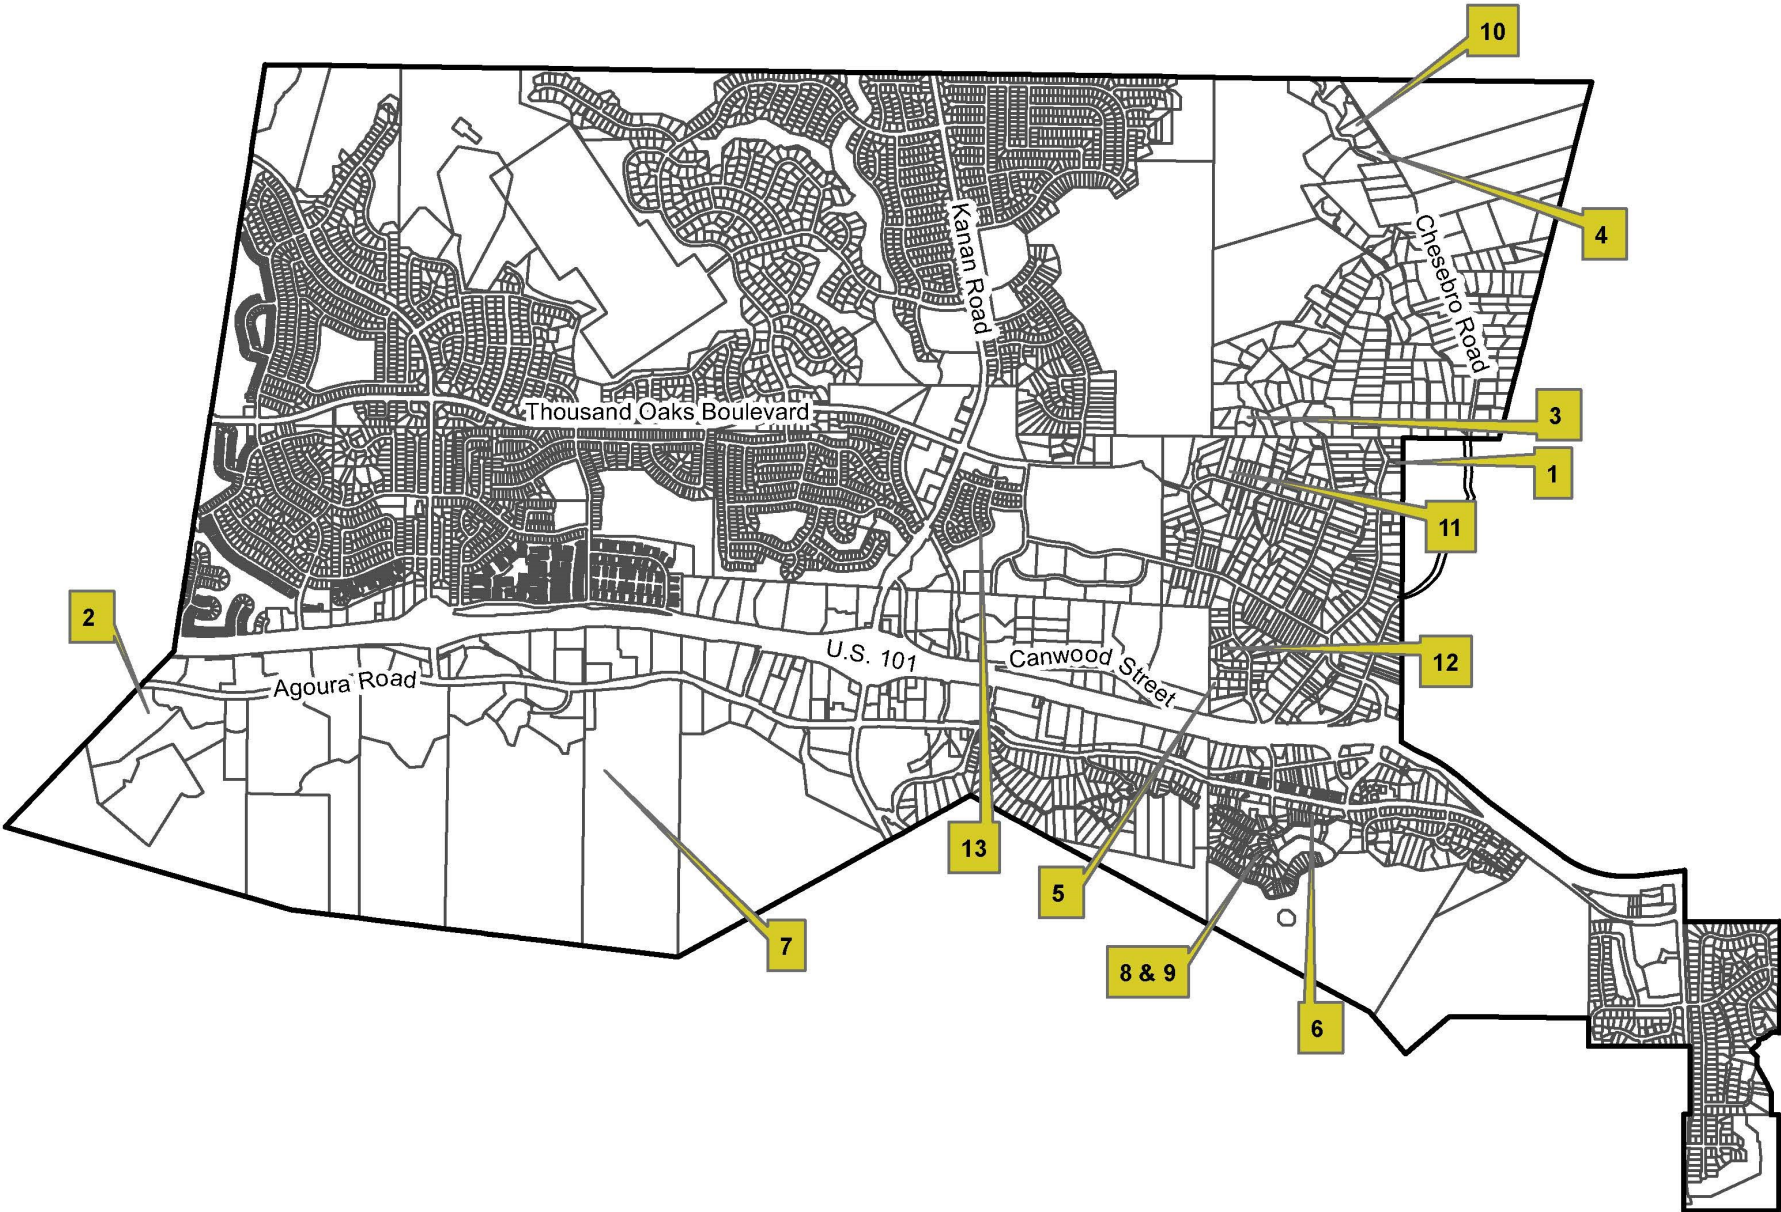 10
4
Kanan Road
Chesebro Road
Thousand Oaks Boulevard
3
1
11
2
U.S. 101
Canwood Street
12
Agoura Road
13
5
7
8 & 9
6